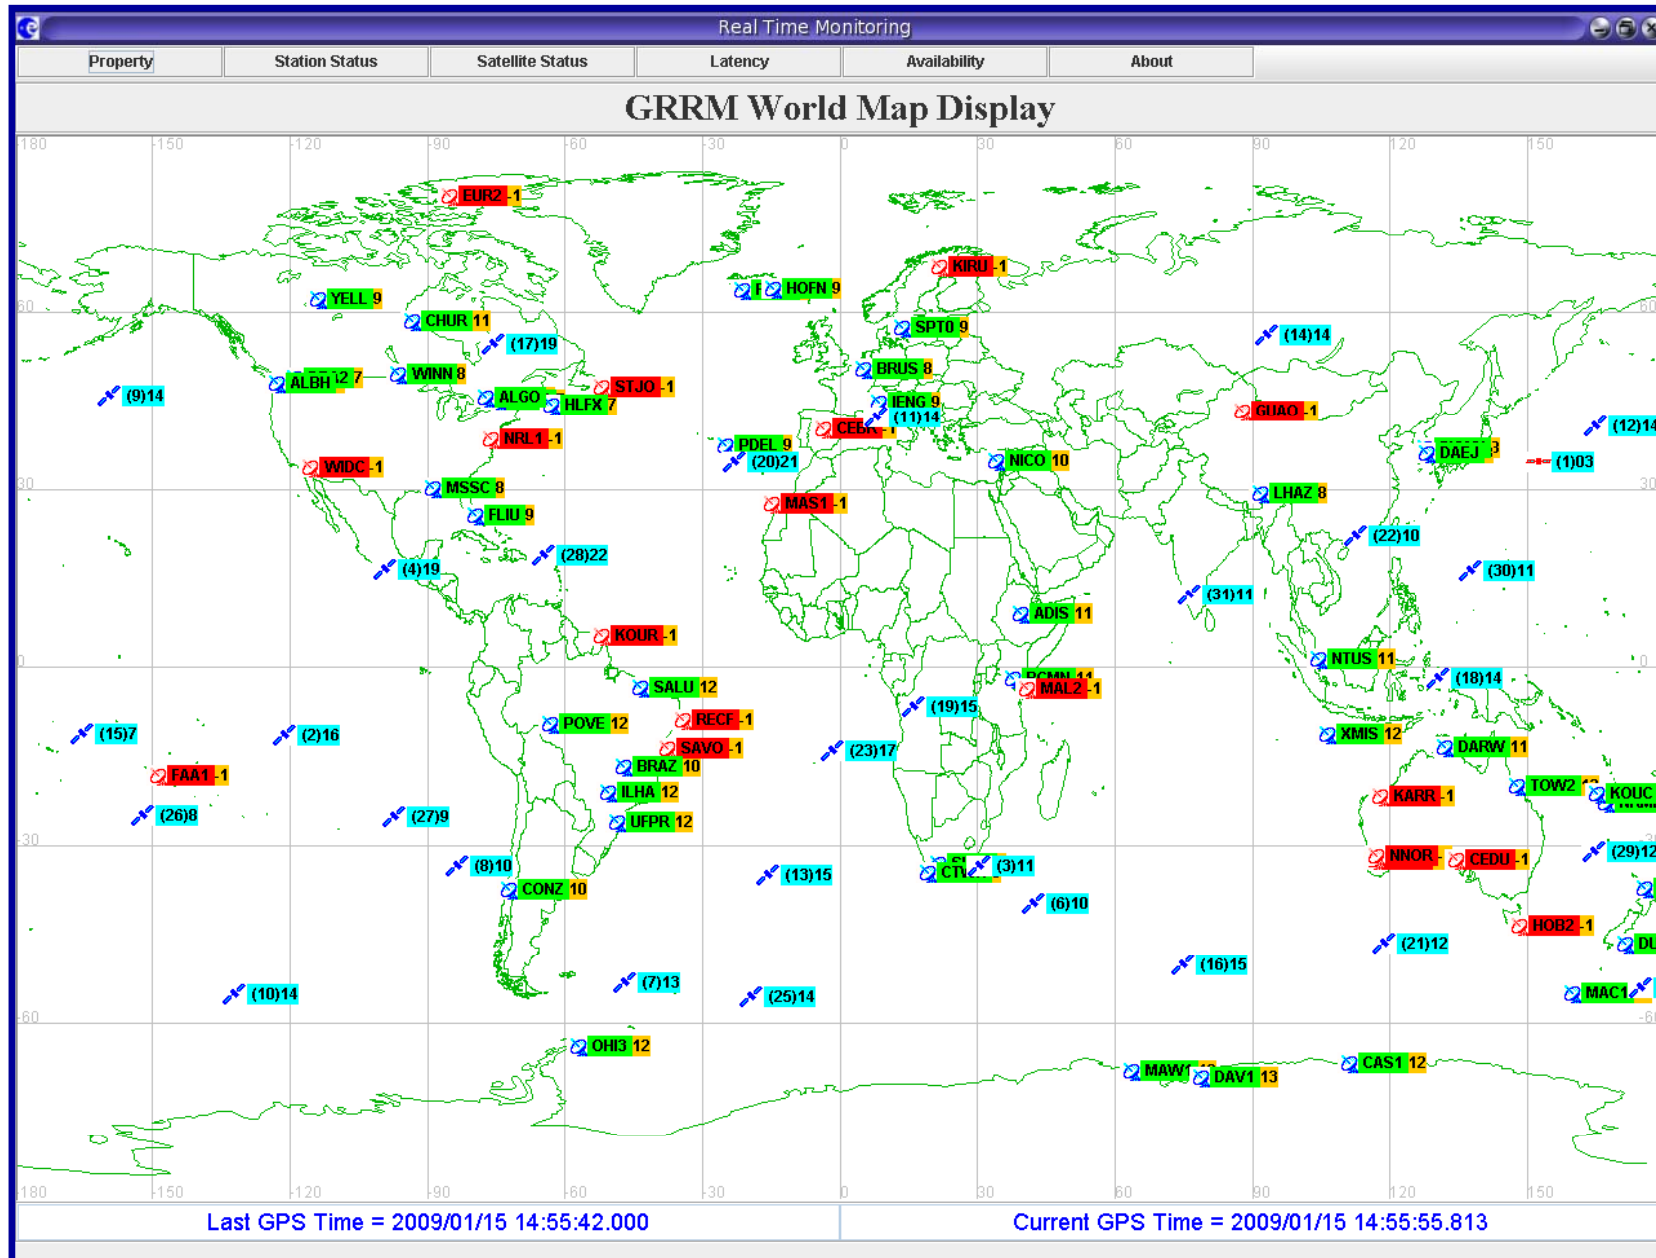 Real Time Monitoring
Property Station Status Satellite Status Latency Availability About
GRRM World Map Display
-180 -150 -120 -90 -60 -30 0 30 60 90 120 150
EUR2 -1
KIRU -1
YELL 9
HOFN 9
60
CHUR 11
SPT0 9
(17)19
(14)14
BRUS 8
WINN 8
ALBH 7
STJO -1
(9)14
ALGO
HLFX 7
IENG 9
(11)14
GUAO -1
(12)14
CEBR -1
NRL1 -1
PDEL 9
DAEJ
(20)21
NICO 10
(1)03
WIDC -1
MSSC 8
30
LHAZ 8
MAS1 -1
FLIU 9
(22)10
(28)22
(4)19
(30)11
(31)11
ADIS 11
KOUR -1
NTUS 11
0
(18)14
SALU 12
MAL2 -1
(19)15
RECF -1
POVE 12
(15)7
(2)16
XMIS 12
SAVO -1
(23)17
DARW 11
BRAZ 10
FAA1 -1
TOW2
ILHA 12
KOUC
KARR -1
(26)8
(27)9
UFPR 12
-30
(29)12
NNOR -
CEDU -1
(8)10
(3)11
(13)15
CONZ 10
(6)10
HOB2 -1
(21)12
(16)15
(7)13
(10)14
(25)14
MAC1
-60
OHI3 12
CAS1 12
MAW1
DAV1 13
-180 -150 -120 -90 -60 -30 0 30 60 90 120 150
Last GPS Time = 2009/01/15 14:55:42.000
Current GPS Time = 2009/01/15 14:55:55.813